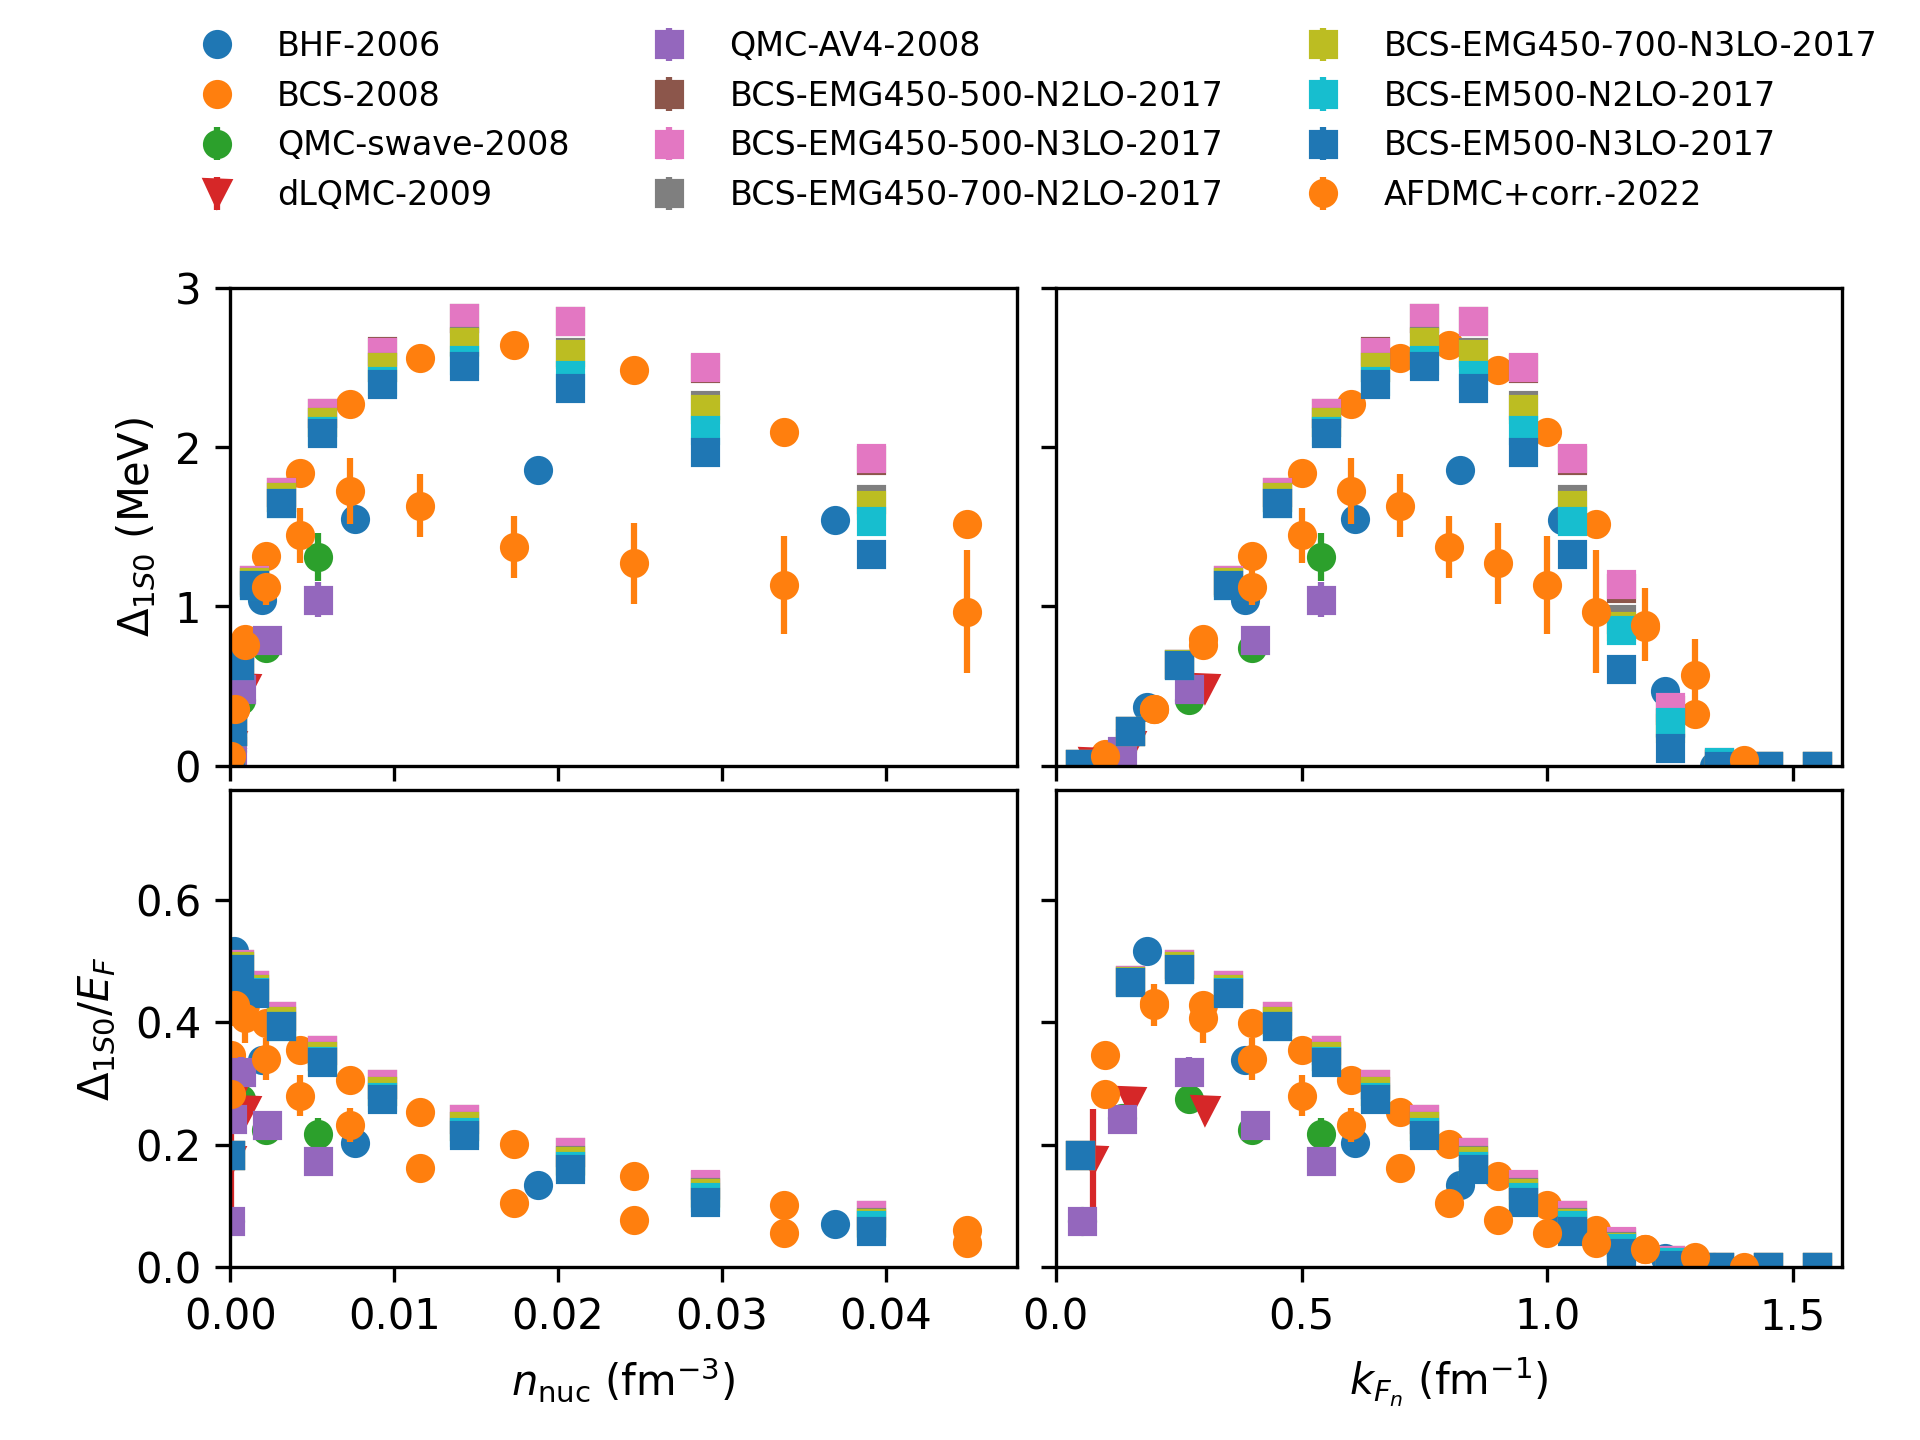 BHF-2006
BCS-2008
QMC-swave-2008
dLQMC-2009
QMC-AV4-2008
BCS-EMG450-500-N2LO-2017
BCS-EMG450-500-N3LO-2017
BCS-EMG450-700-N2LO-2017
BCS-EMG450-700-N3LO-2017
BCS-EM500-N2LO-2017
BCS-EM500-N3LO-2017
AFDMC+corr.-2022
Δ₁S₀ (MeV)
3
2
1
0
Δ₁S₀/E_F
0.6
0.4
0.2
0.0
0.00 0.01 0.02 0.03 0.04
n_nuc (fm⁻³)
0.0 0.5 1.0 1.5
k_Fₙ (fm⁻¹)